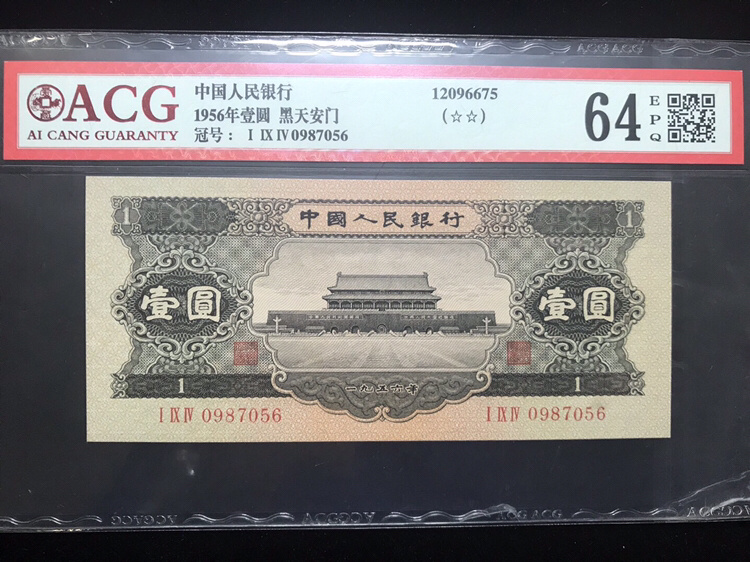 ACG
AI CANG GUARANTY
中国人民银行
1956年壹圆 黑天安门
冠号： I IX IV 0987056
12096675
(☆☆)
64
E
P
Q
中國人民銀行
1
1
壹圓
壹圓
1
1
一九五六年
I IX IV 0987056
I IX IV 0987056